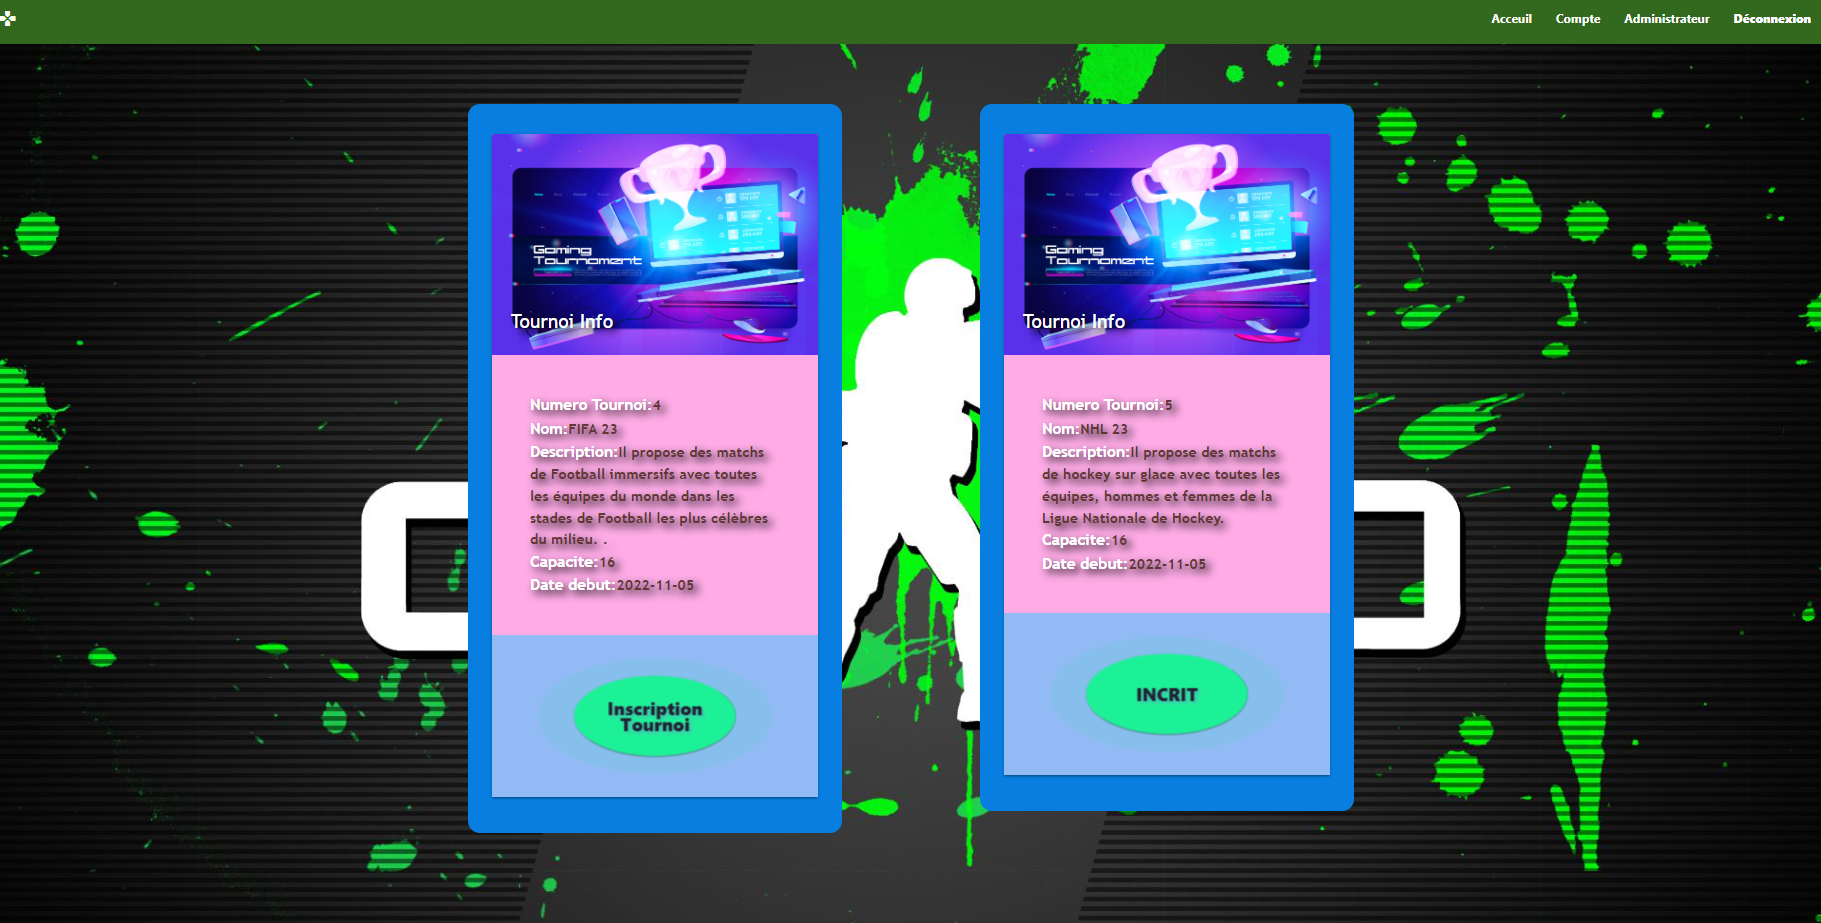 Acceuil Compte Administrateur Déconnexion
Gaming
Tournament
Tournoi Info
Numero Tournoi:4
Nom:FIFA 23
Description:Il propose des matchs
de Football immersifs avec toutes
les équipes du monde dans les
stades de Football les plus célèbres
du milieu. .
Capacite:16
Date debut:2022-11-05
Inscription
Tournoi
Gaming
Tournament
Tournoi Info
Numero Tournoi:5
Nom:NHL 23
Description:Il propose des matchs
de hockey sur glace avec toutes les
équipes, hommes et femmes de la
Ligue Nationale de Hockey.
Capacite:16
Date debut:2022-11-05
INCRIT